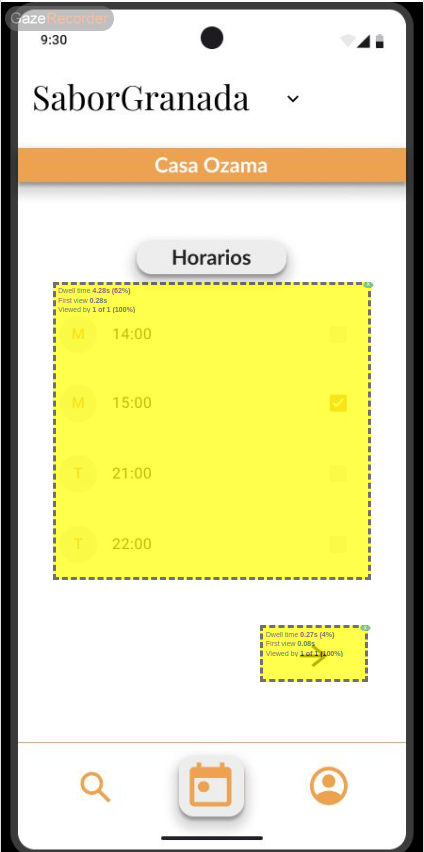 GazeRecorder
9:30
SaborGranada
Casa Ozama
Horarios
Dwell time 4.28s (62%)
First view 0.28s
Viewed by 1 of 1 (100%)
M 14:00
M 15:00
T 21:00
T 22:00
Dwell time 0.27s (4%)
First view 0.08s
Viewed by 1 of 1 (100%)